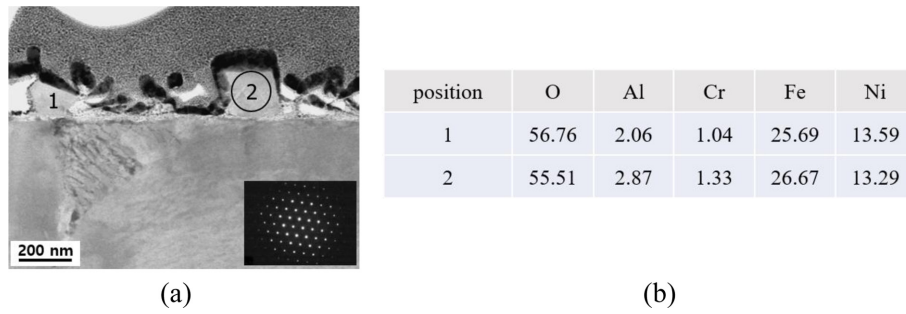 1
2
200 nm
position O Al Cr Fe Ni
1 56.76 2.06 1.04 25.69 13.59
2 55.51 2.87 1.33 26.67 13.29
(a) (b)